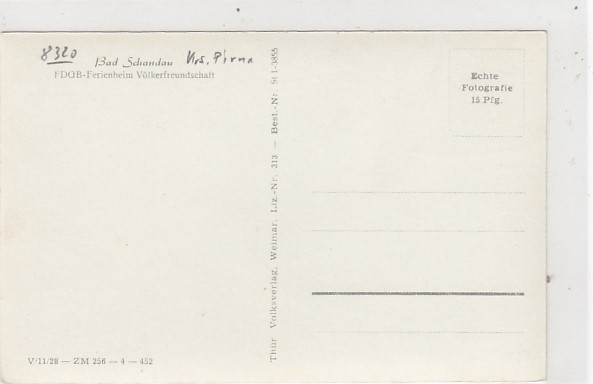 8320 Bad Schandau Krs. Pirna
FDGB-Ferienheim Völkerfreundschaft
Echte
Fotografie
15 Pfg.
Thür Volksverlag, Weimar, Liz.-Nr. 313 — Best.-Nr. St 1-3855
V/11/28 — ZM 256 — 4 — 452